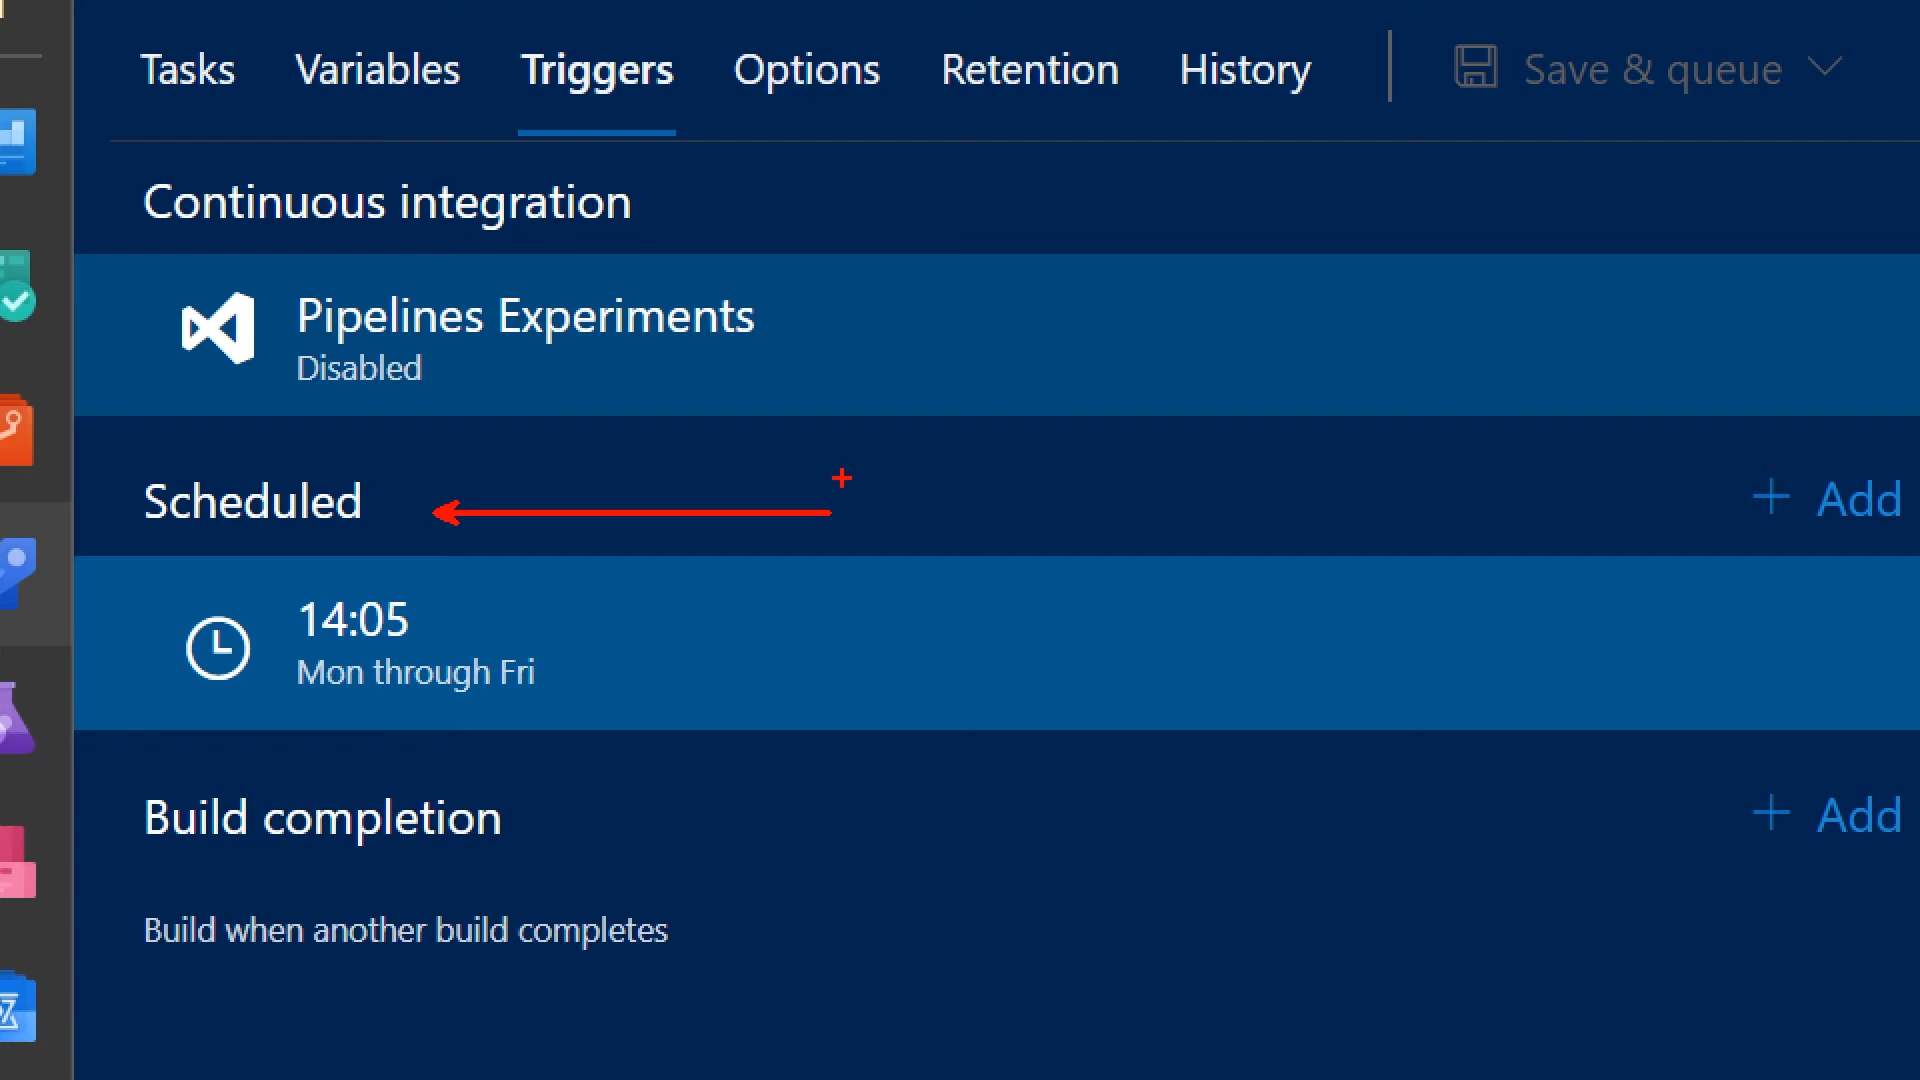 Tasks Variables Triggers Options Retention History Save & queue
Continuous integration
Pipelines Experiments
Disabled
Scheduled + Add
14:05
Mon through Fri
Build completion + Add
Build when another build completes